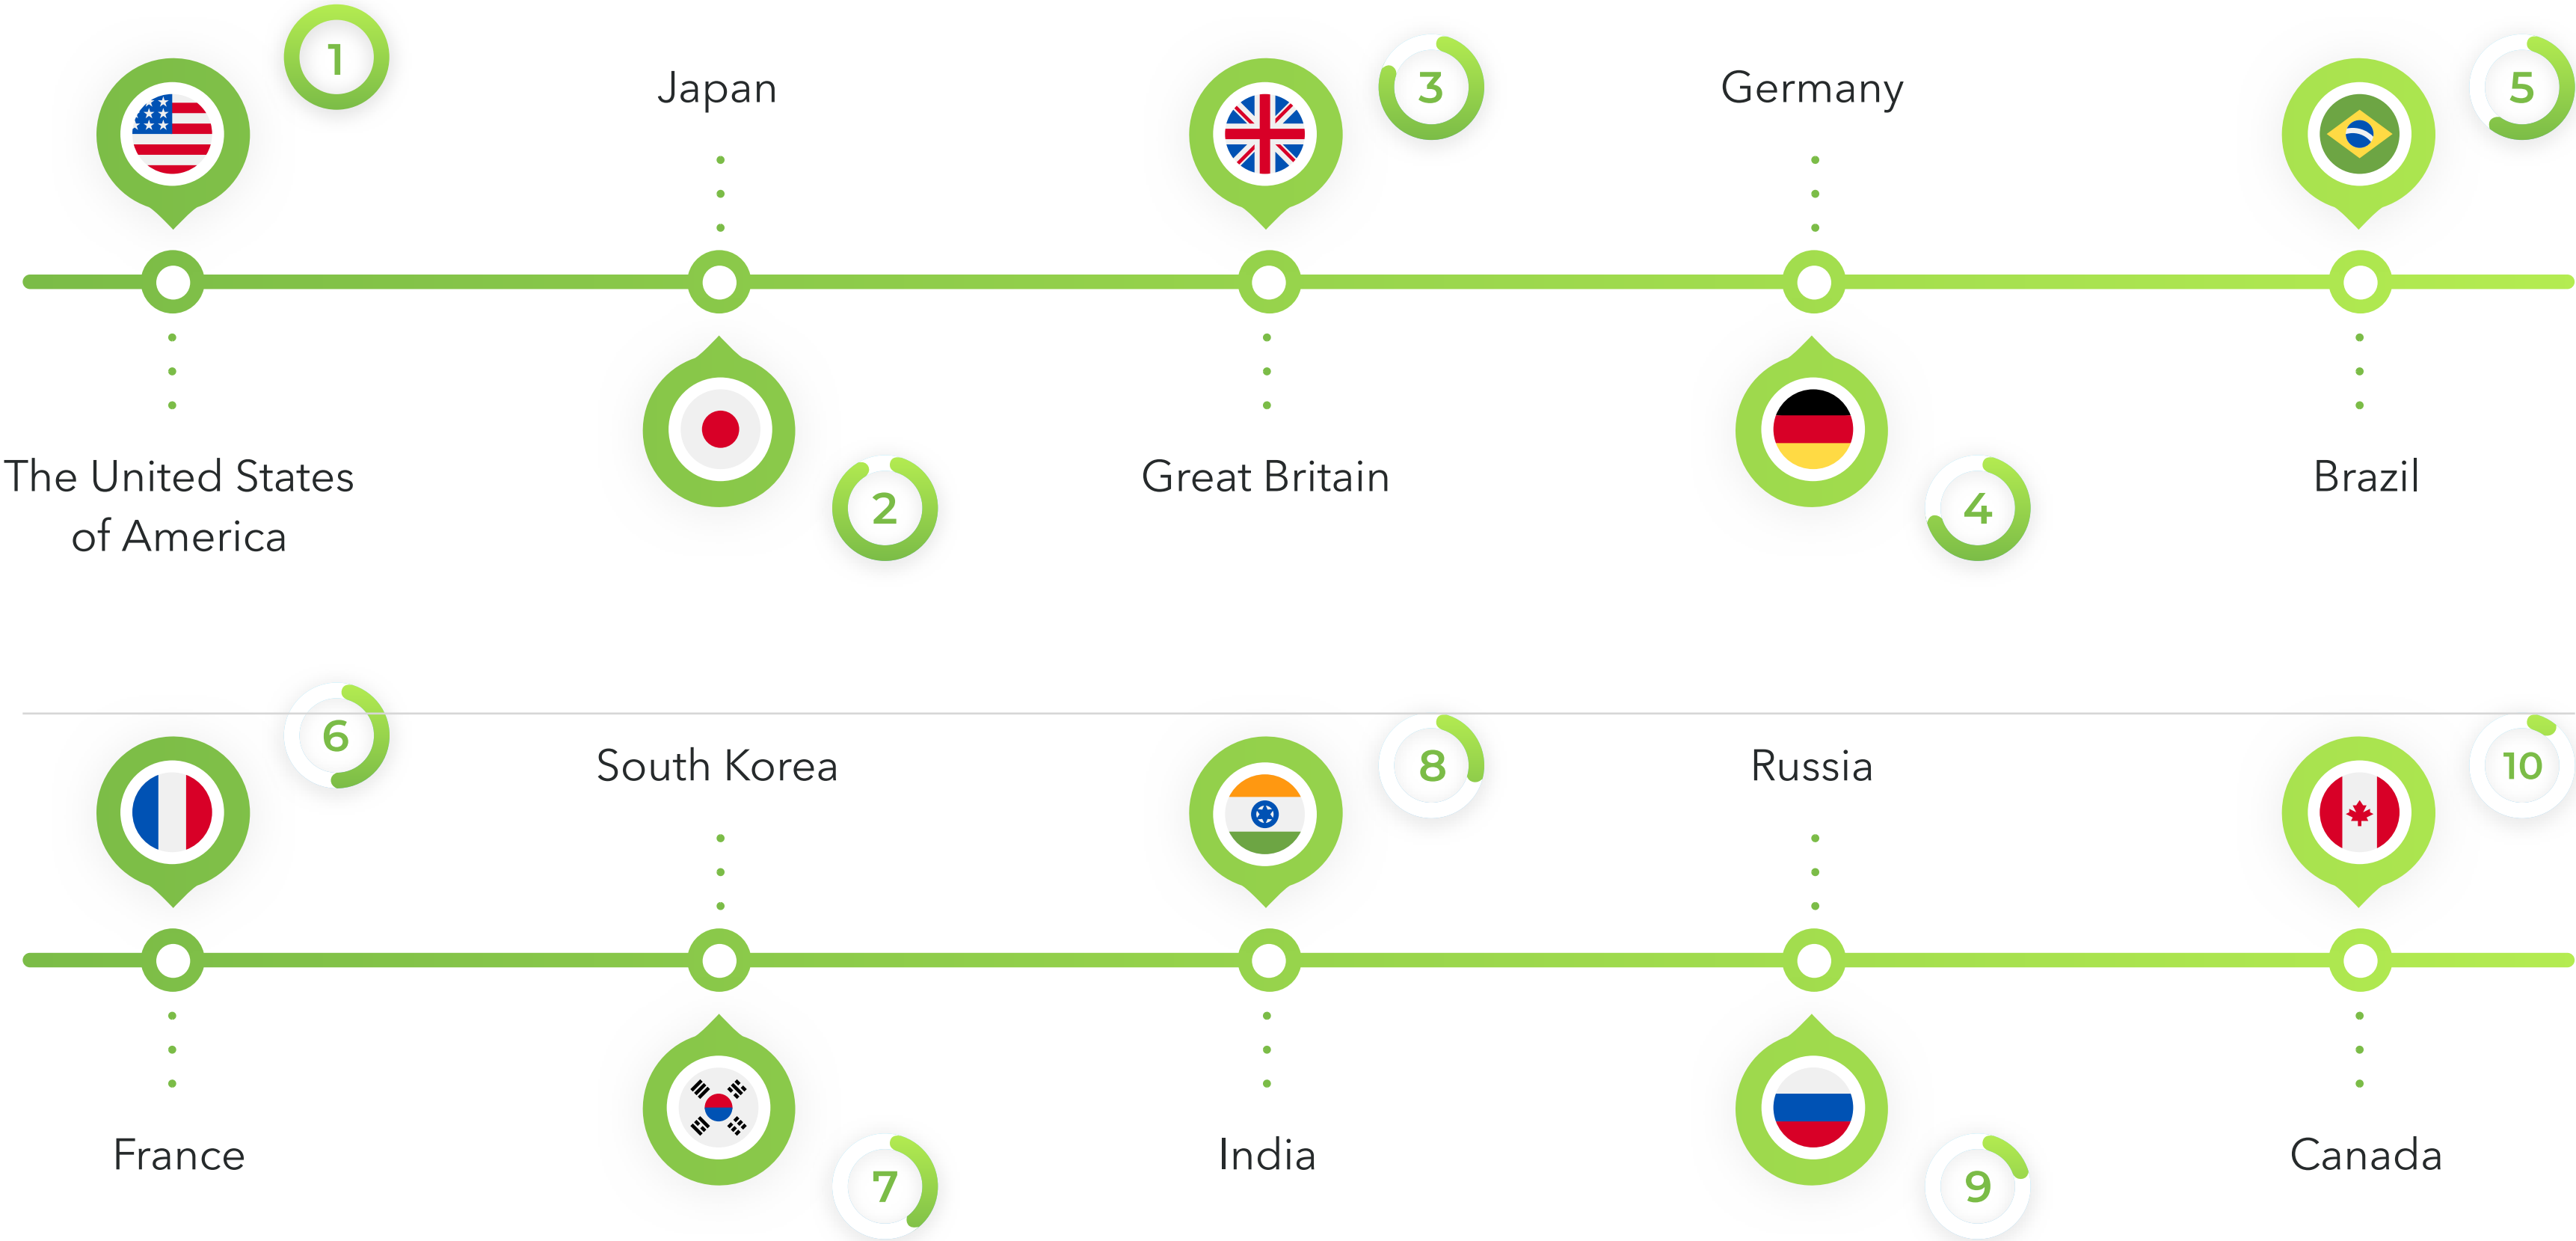 1
Japan
3
Germany
5
The United States
of America
2
Great Britain
4
Brazil
6
South Korea
8
Russia
10
France
7
India
9
Canada